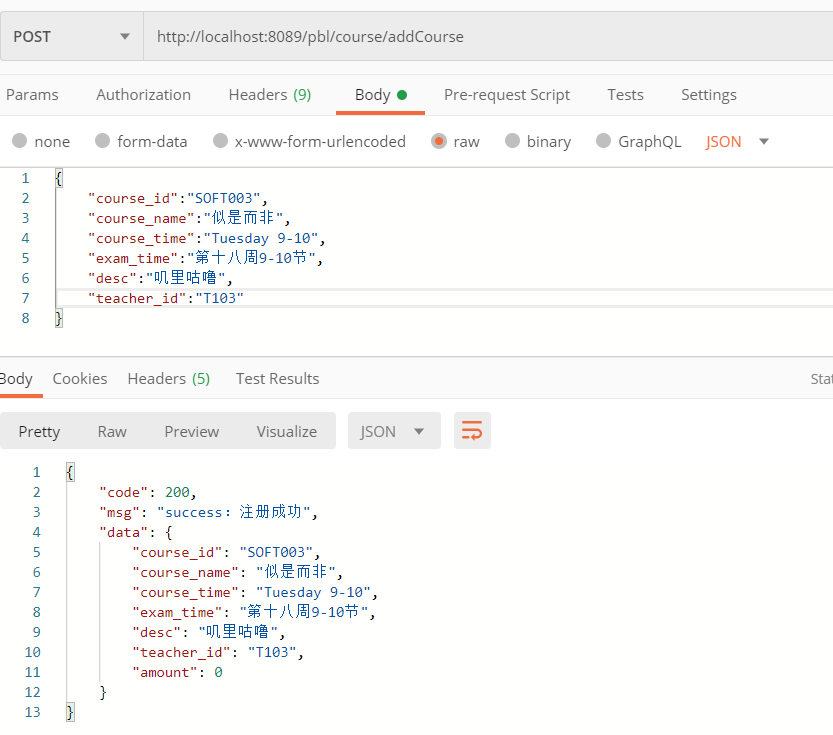 POST http://localhost:8089/pbl/course/addCourse
Params Authorization Headers (9) Body Pre-request Script Tests Settings
none form-data x-www-form-urlencoded raw binary GraphQL JSON
1 {
2 "course_id":"SOFT003",
3 "course_name":"似是而非",
4 "course_time":"Tuesday 9-10",
5 "exam_time":"第十八周9-10节",
6 "desc":"叽里咕噜",
7 "teacher_id":"T103"
8 }
Body Cookies Headers (5) Test Results Stat
Pretty Raw Preview Visualize JSON
1 {
2 "code": 200,
3 "msg": "success：注册成功",
4 "data": {
5 "course_id": "SOFT003",
6 "course_name": "似是而非",
7 "course_time": "Tuesday 9-10",
8 "exam_time": "第十八周9-10节",
9 "desc": "叽里咕噜",
10 "teacher_id": "T103",
11 "amount": 0
12 }
13 }